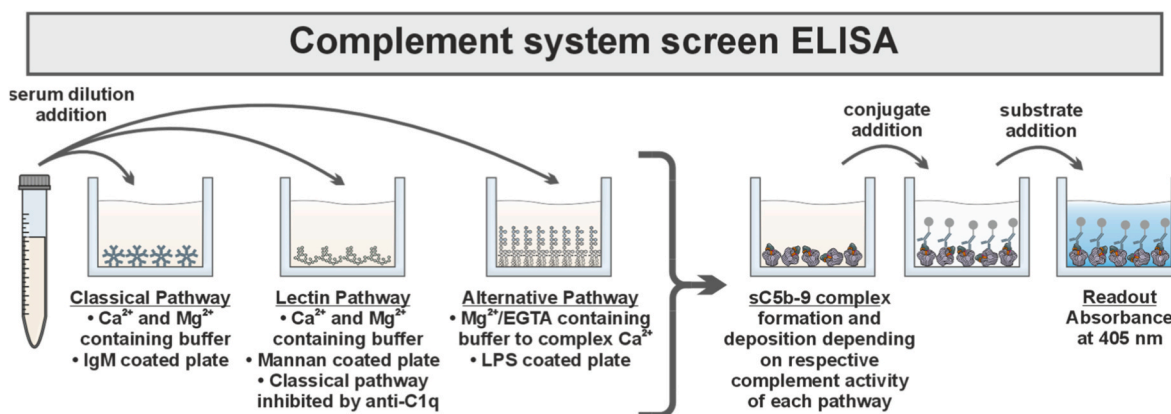 Complement system screen ELISA
serum dilution
addition
conjugate
addition
substrate
addition
Classical Pathway
• Ca²⁺ and Mg²⁺
containing buffer
• IgM coated plate
Lectin Pathway
• Ca²⁺ and Mg²⁺
containing buffer
• Mannan coated plate
• Classical pathway
inhibited by anti-C1q
Alternative Pathway
• Mg²⁺/EGTA containing
buffer to complex Ca²⁺
• LPS coated plate
sC5b-9 complex
formation and
deposition depending
on respective
complement activity
of each pathway
Readout
Absorbance
at 405 nm